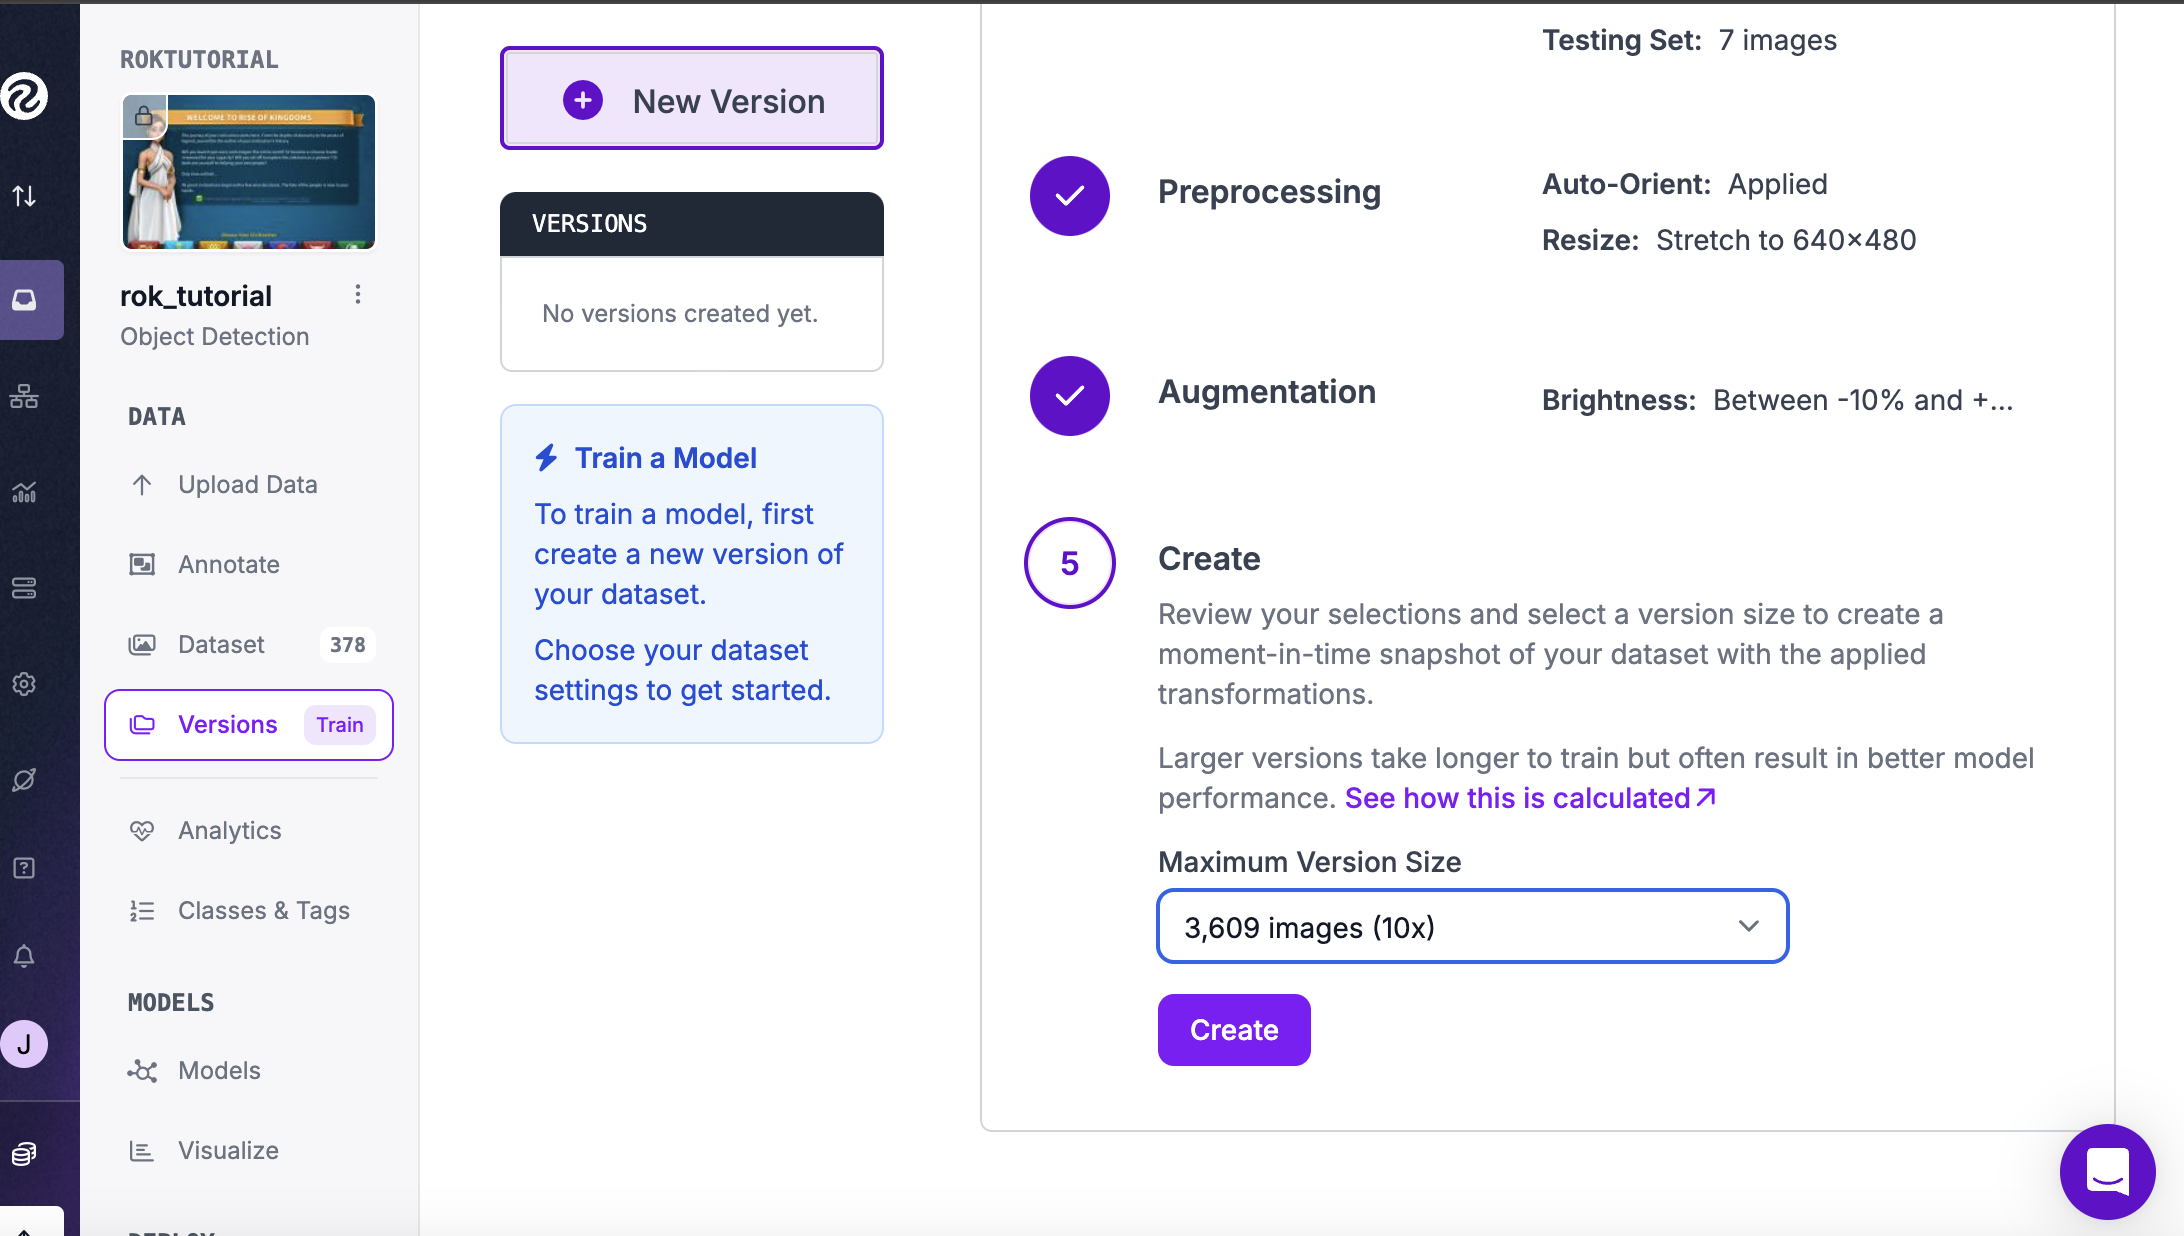 ROKTUTORIAL
WELCOME TO RISE OF KINGDOMS
rok_tutorial
Object Detection
DATA
Upload Data
Annotate
Dataset 378
Versions Train
Analytics
Classes & Tags
MODELS
Models
Visualize
DEPLOY
J
New Version
VERSIONS
No versions created yet.
Train a Model
To train a model, first
create a new version of
your dataset.
Choose your dataset
settings to get started.
Testing Set: 7 images
Preprocessing
Auto-Orient: Applied
Resize: Stretch to 640×480
Augmentation
Brightness: Between -10% and +...
5
Create
Review your selections and select a version size to create a
moment-in-time snapshot of your dataset with the applied
transformations.
Larger versions take longer to train but often result in better model
performance. See how this is calculated
Maximum Version Size
3,609 images (10x)
Create